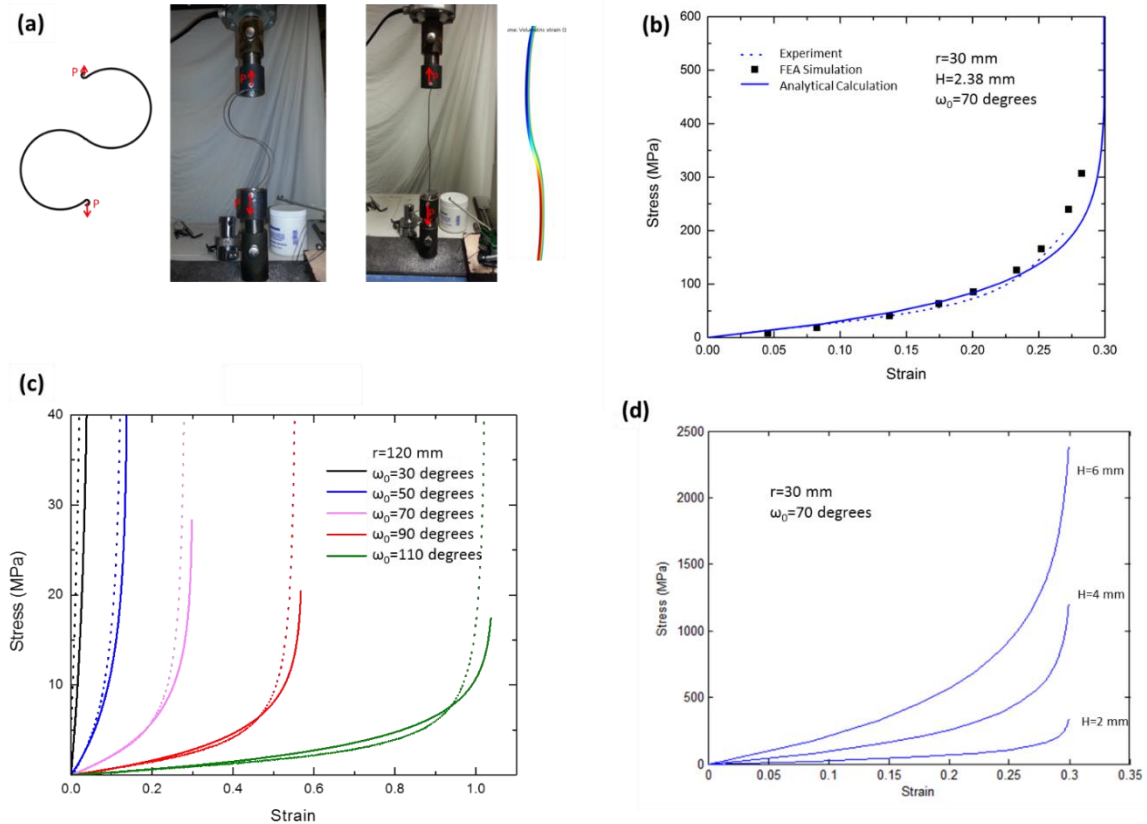 (a)
P
P
P
P
P
me: Volumetric strain (
(b)
600
500
400
300
200
100
0
Stress (MPa)
0.00 0.05 0.10 0.15 0.20 0.25 0.30
Strain
Experiment
FEA Simulation
Analytical Calculation
r=30 mm
H=2.38 mm
ω₀=70 degrees
(c)
40
30
20
10
Stress (MPa)
0.0 0.2 0.4 0.6 0.8 1.0
Strain
r=120 mm
ω₀=30 degrees
ω₀=50 degrees
ω₀=70 degrees
ω₀=90 degrees
ω₀=110 degrees
(d)
2500
2000
1500
1000
500
0
Stress (MPa)
0 0.05 0.1 0.15 0.2 0.25 0.3 0.35
Strain
r=30 mm
ω₀=70 degrees
H=6 mm
H=4 mm
H=2 mm